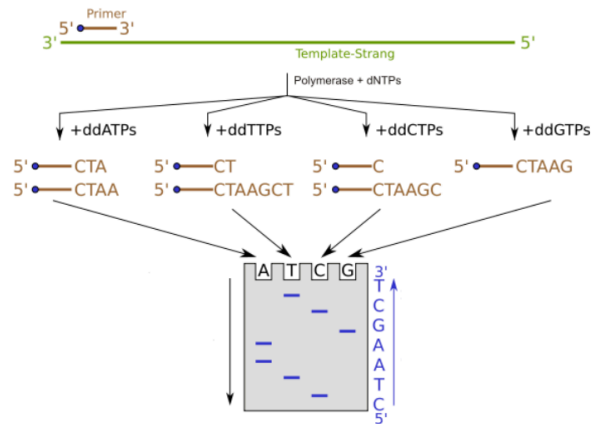 Primer
5' 3'
3' 5'
Template-Strang
Polymerase + dNTPs
+ddATPs +ddTTPs +ddCTPs +ddGTPs
5' CTA 5' CT 5' C 5' CTAAG
5' CTAA 5' CTAAGCT 5' CTAAGC
A T C G 3'
T
C
G
A
A
T
C
5'